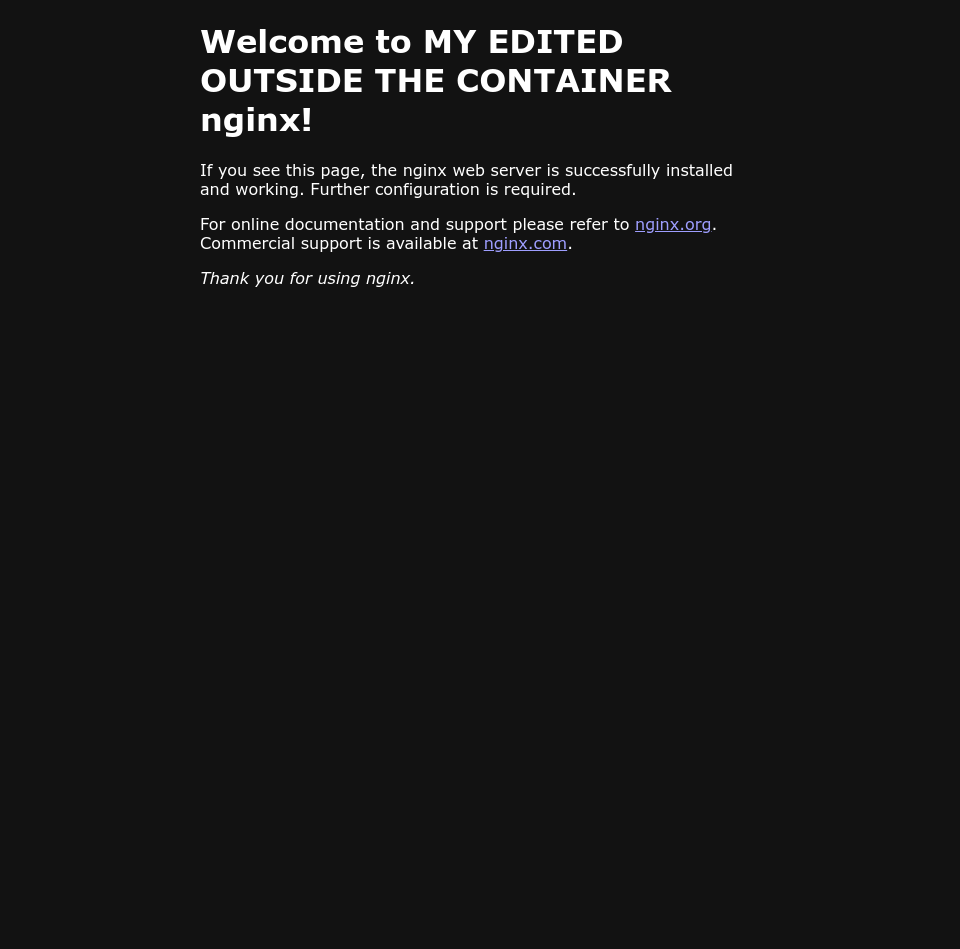 Welcome to MY EDITED
OUTSIDE THE CONTAINER
nginx!
If you see this page, the nginx web server is successfully installed
and working. Further configuration is required.
For online documentation and support please refer to nginx.org.
Commercial support is available at nginx.com.
Thank you for using nginx.